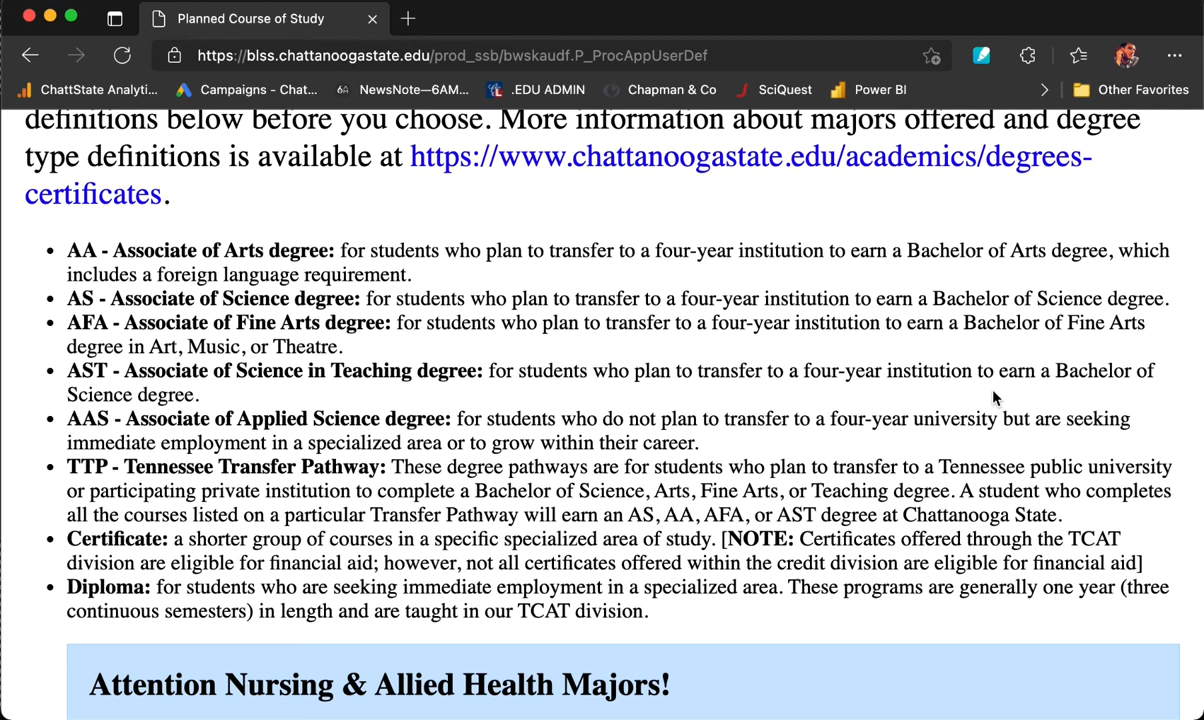 Planned Course of Study
https://blss.chattanoogastate.edu/prod_ssb/bwskaudf.P_ProcAppUserDef
ChattState Analyti... Campaigns - Chat... NewsNote—6AM... .EDU ADMIN Chapman & Co SciQuest Power BI Other Favorites
definitions below before you choose. More information about majors offered and degree
type definitions is available at https://www.chattanoogastate.edu/academics/degrees-
certificates.
• AA - Associate of Arts degree: for students who plan to transfer to a four-year institution to earn a Bachelor of Arts degree, which
includes a foreign language requirement.
• AS - Associate of Science degree: for students who plan to transfer to a four-year institution to earn a Bachelor of Science degree.
• AFA - Associate of Fine Arts degree: for students who plan to transfer to a four-year institution to earn a Bachelor of Fine Arts
degree in Art, Music, or Theatre.
• AST - Associate of Science in Teaching degree: for students who plan to transfer to a four-year institution to earn a Bachelor of
Science degree.
• AAS - Associate of Applied Science degree: for students who do not plan to transfer to a four-year university but are seeking
immediate employment in a specialized area or to grow within their career.
• TTP - Tennessee Transfer Pathway: These degree pathways are for students who plan to transfer to a Tennessee public university
or participating private institution to complete a Bachelor of Science, Arts, Fine Arts, or Teaching degree. A student who completes
all the courses listed on a particular Transfer Pathway will earn an AS, AA, AFA, or AST degree at Chattanooga State.
• Certificate: a shorter group of courses in a specific specialized area of study. [NOTE: Certificates offered through the TCAT
division are eligible for financial aid; however, not all certificates offered within the credit division are eligible for financial aid]
• Diploma: for students who are seeking immediate employment in a specialized area. These programs are generally one year (three
continuous semesters) in length and are taught in our TCAT division.
Attention Nursing & Allied Health Majors!